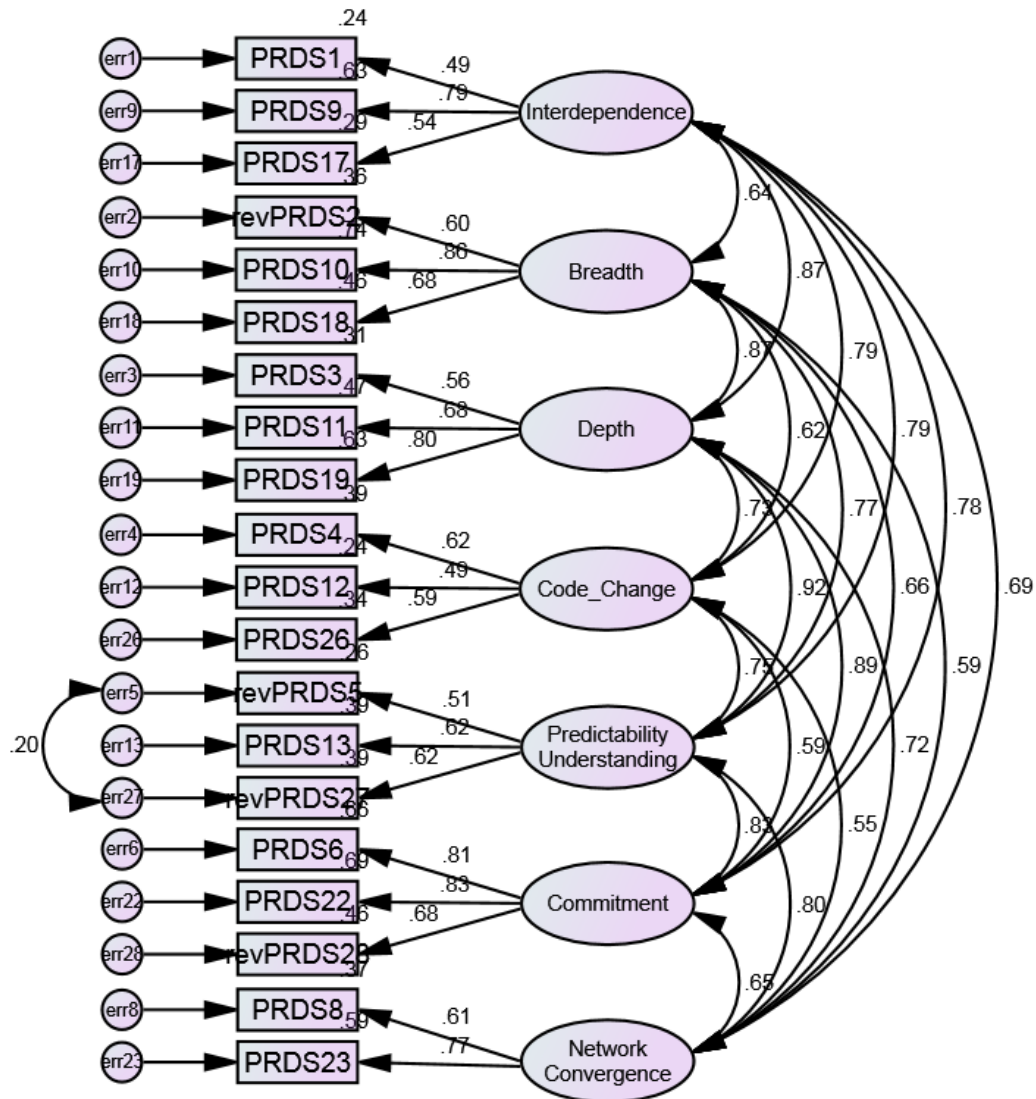 .24
err1
PRDS1
.49
.63
err9
PRDS9
.79
Interdependence
.29
.54
err17
PRDS17
.36
.64
err2
revPRDS2
.60
.74
err10
PRDS10
.86
Breadth
.87
.46
.68
err18
PRDS18
.31
.87
.79
err3
PRDS3
.56
.47
err11
PRDS11
.68
Depth
.62
.79
.63
.80
err19
PRDS19
.39
.73
.77
.78
err4
PRDS4
.62
.24
err12
PRDS12
.49
Code_Change
.92
.66
.69
.34
.59
err26
PRDS26
.26
.75
.89
.59
err5
revPRDS5
.51
.39
.20
err13
PRDS13
.62
Predictability
Understanding
.59
.72
.39
.62
err27
revPRDS27
.66
.83
.55
err6
PRDS6
.81
.69
err22
PRDS22
.83
Commitment
.80
.46
.68
err28
.37
.65
err8
PRDS8
.61
.59
err23
PRDS23
.77
Network
Convergence